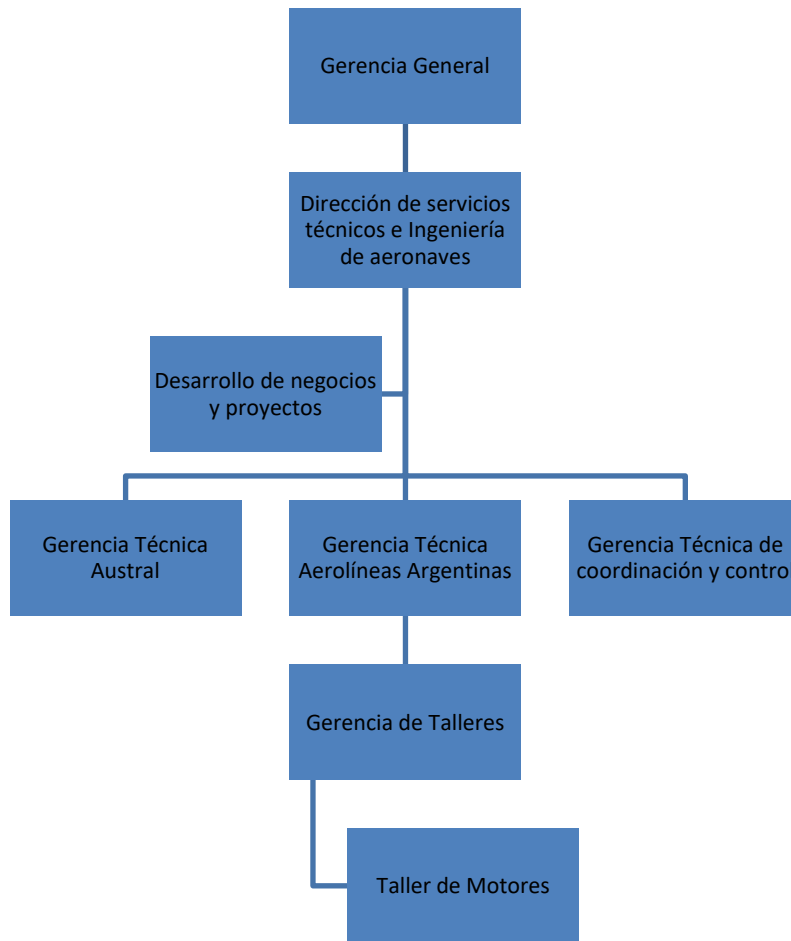 Gerencia General
Dirección de servicios
técnicos e Ingeniería
de aeronaves
Desarrollo de negocios
y proyectos
Gerencia Técnica
Austral
Gerencia Técnica
Aerolíneas Argentinas
Gerencia Técnica de
coordinación y contro
Gerencia de Talleres
Taller de Motores